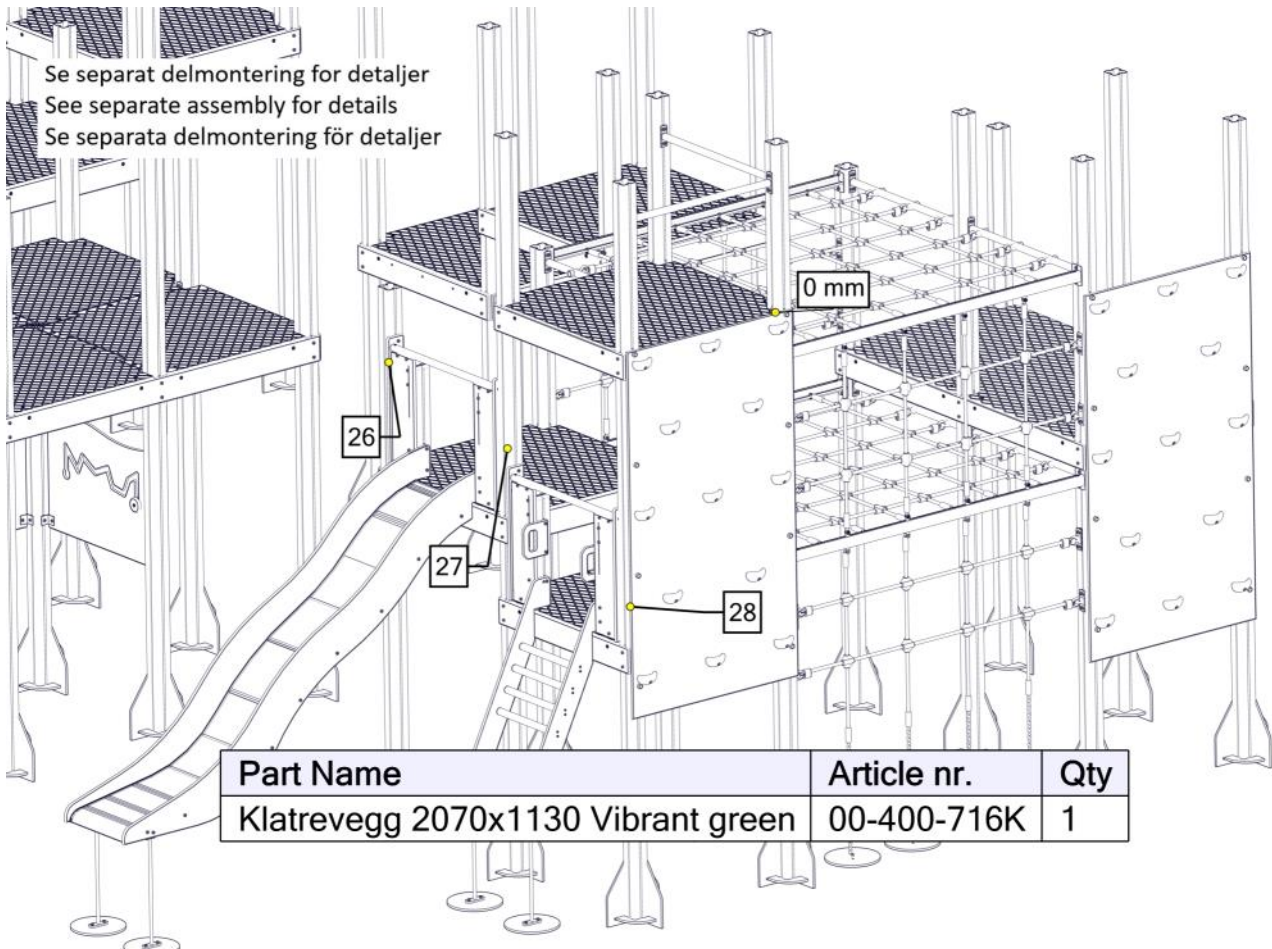 Se separat delmontering for detaljer
See separate assembly for details
Se separata delmontering för detaljer
0 mm
26
27
28
Part Name Article nr. Qty
Klatrevegg 2070x1130 Vibrant green 00-400-716K 1